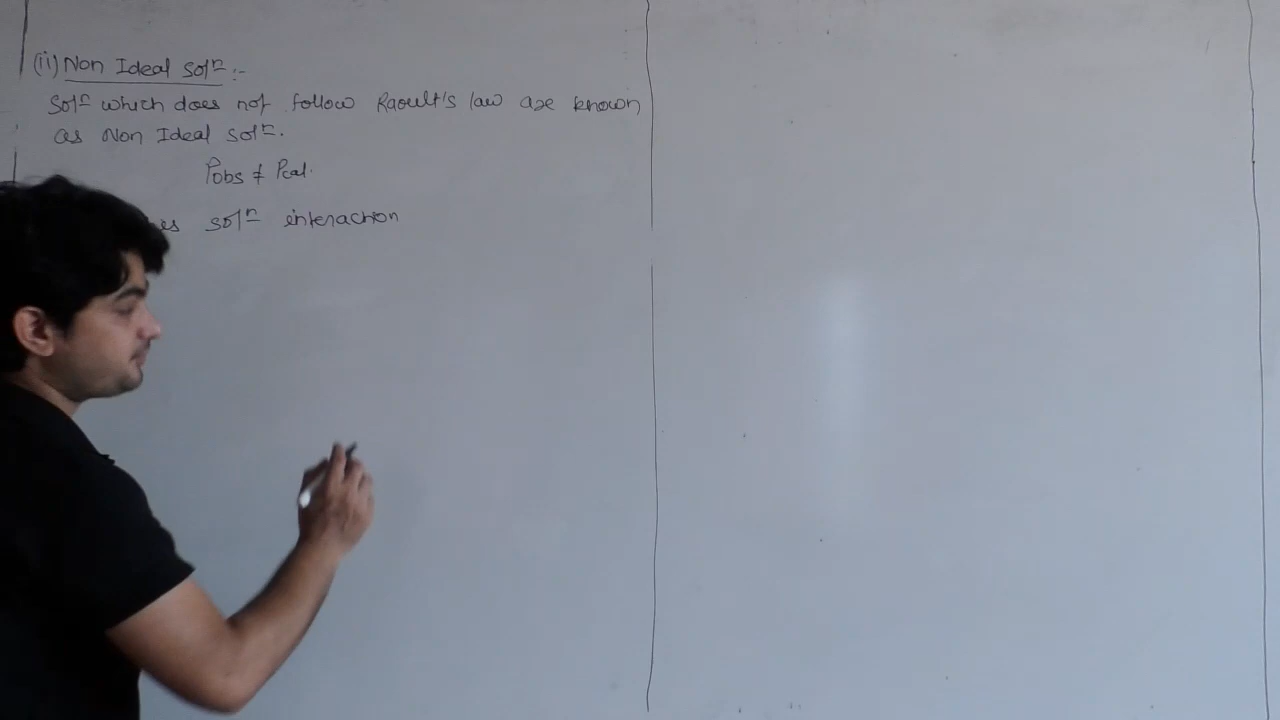 (ii) Non Ideal solⁿ :-
solⁿ which does not follow Raoult's law are known
as Non Ideal solⁿ.
Pobs ≠ Pcal.
solⁿ interaction